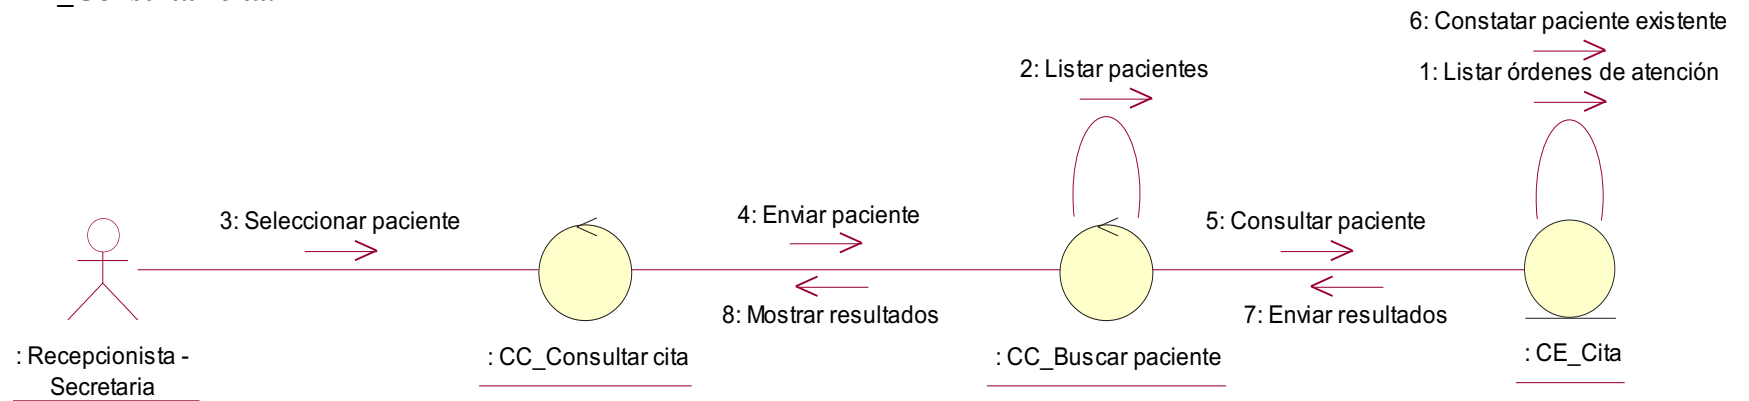 6: Constatar paciente existente
2: Listar pacientes
1: Listar órdenes de atención
3: Seleccionar paciente
4: Enviar paciente
5: Consultar paciente
8: Mostrar resultados
7: Enviar resultados
: Recepcionista -
Secretaria
: CC_Consultar cita
: CC_Buscar paciente
: CE_Cita